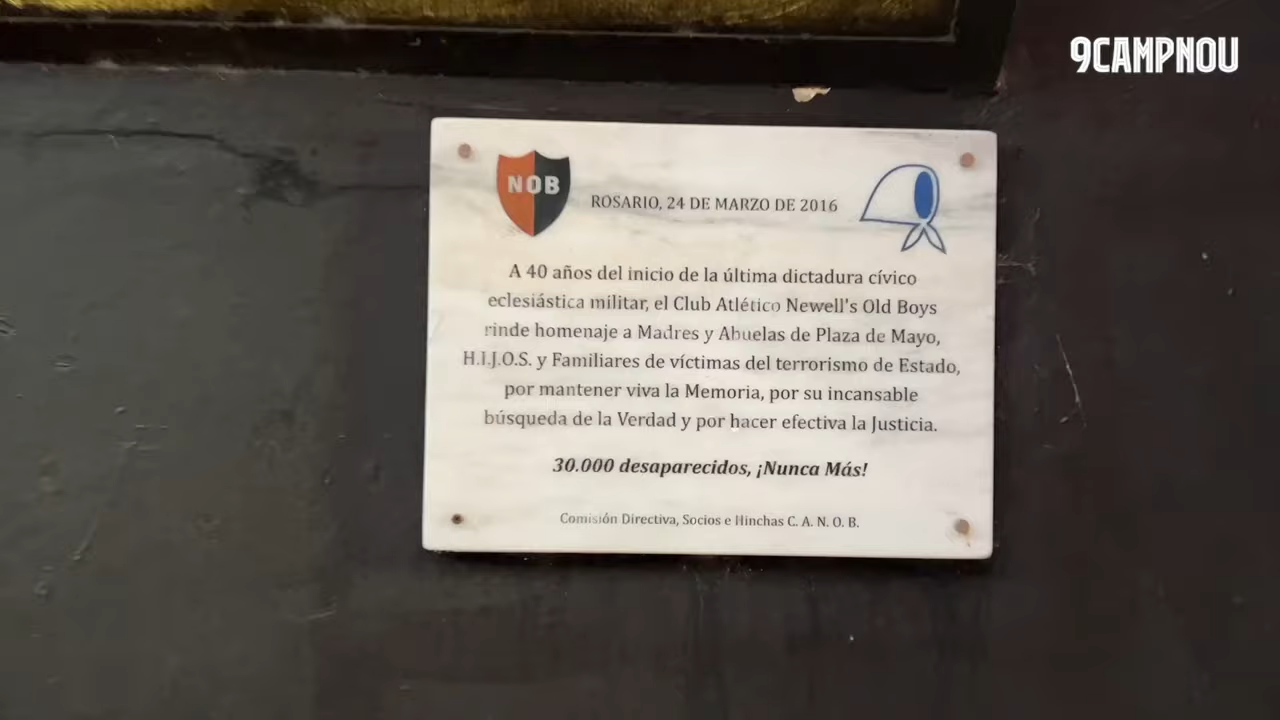 9CAMPNOU
NOB
ROSARIO, 24 DE MARZO DE 2016
A 40 años del inicio de la última dictadura cívico
eclesiástica militar, el Club Atlético Newell's Old Boys
rinde homenaje a Madres y Abuelas de Plaza de Mayo,
H.I.J.O.S. y Familiares de víctimas del terrorismo de Estado,
por mantener viva la Memoria, por su incansable
búsqueda de la Verdad y por hacer efectiva la Justicia.
30.000 desaparecidos, ¡Nunca Más!
Comisión Directiva, Socios e Hinchas C. A. N. O. B.